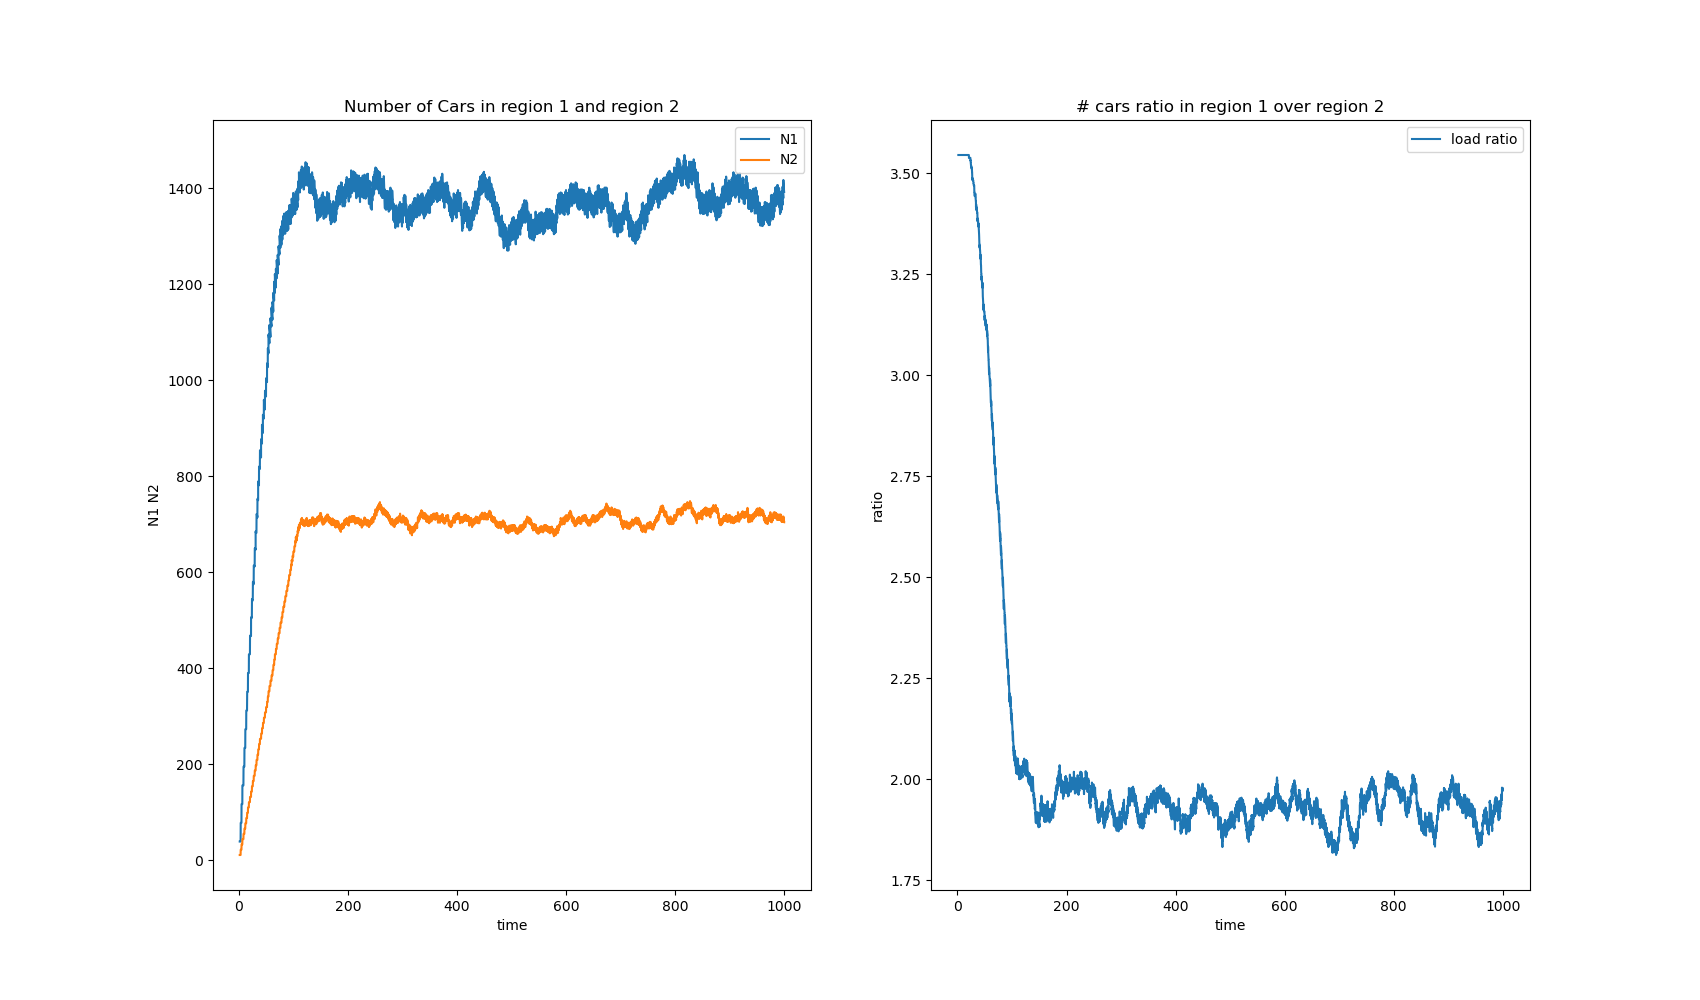 Number of Cars in region 1 and region 2
N1
N2
1400
1200
1000
800
600
400
200
0
N1 N2
0 200 400 600 800 1000
time
# cars ratio in region 1 over region 2
load ratio
3.50
3.25
3.00
2.75
2.50
2.25
2.00
1.75
ratio
0 200 400 600 800 1000
time